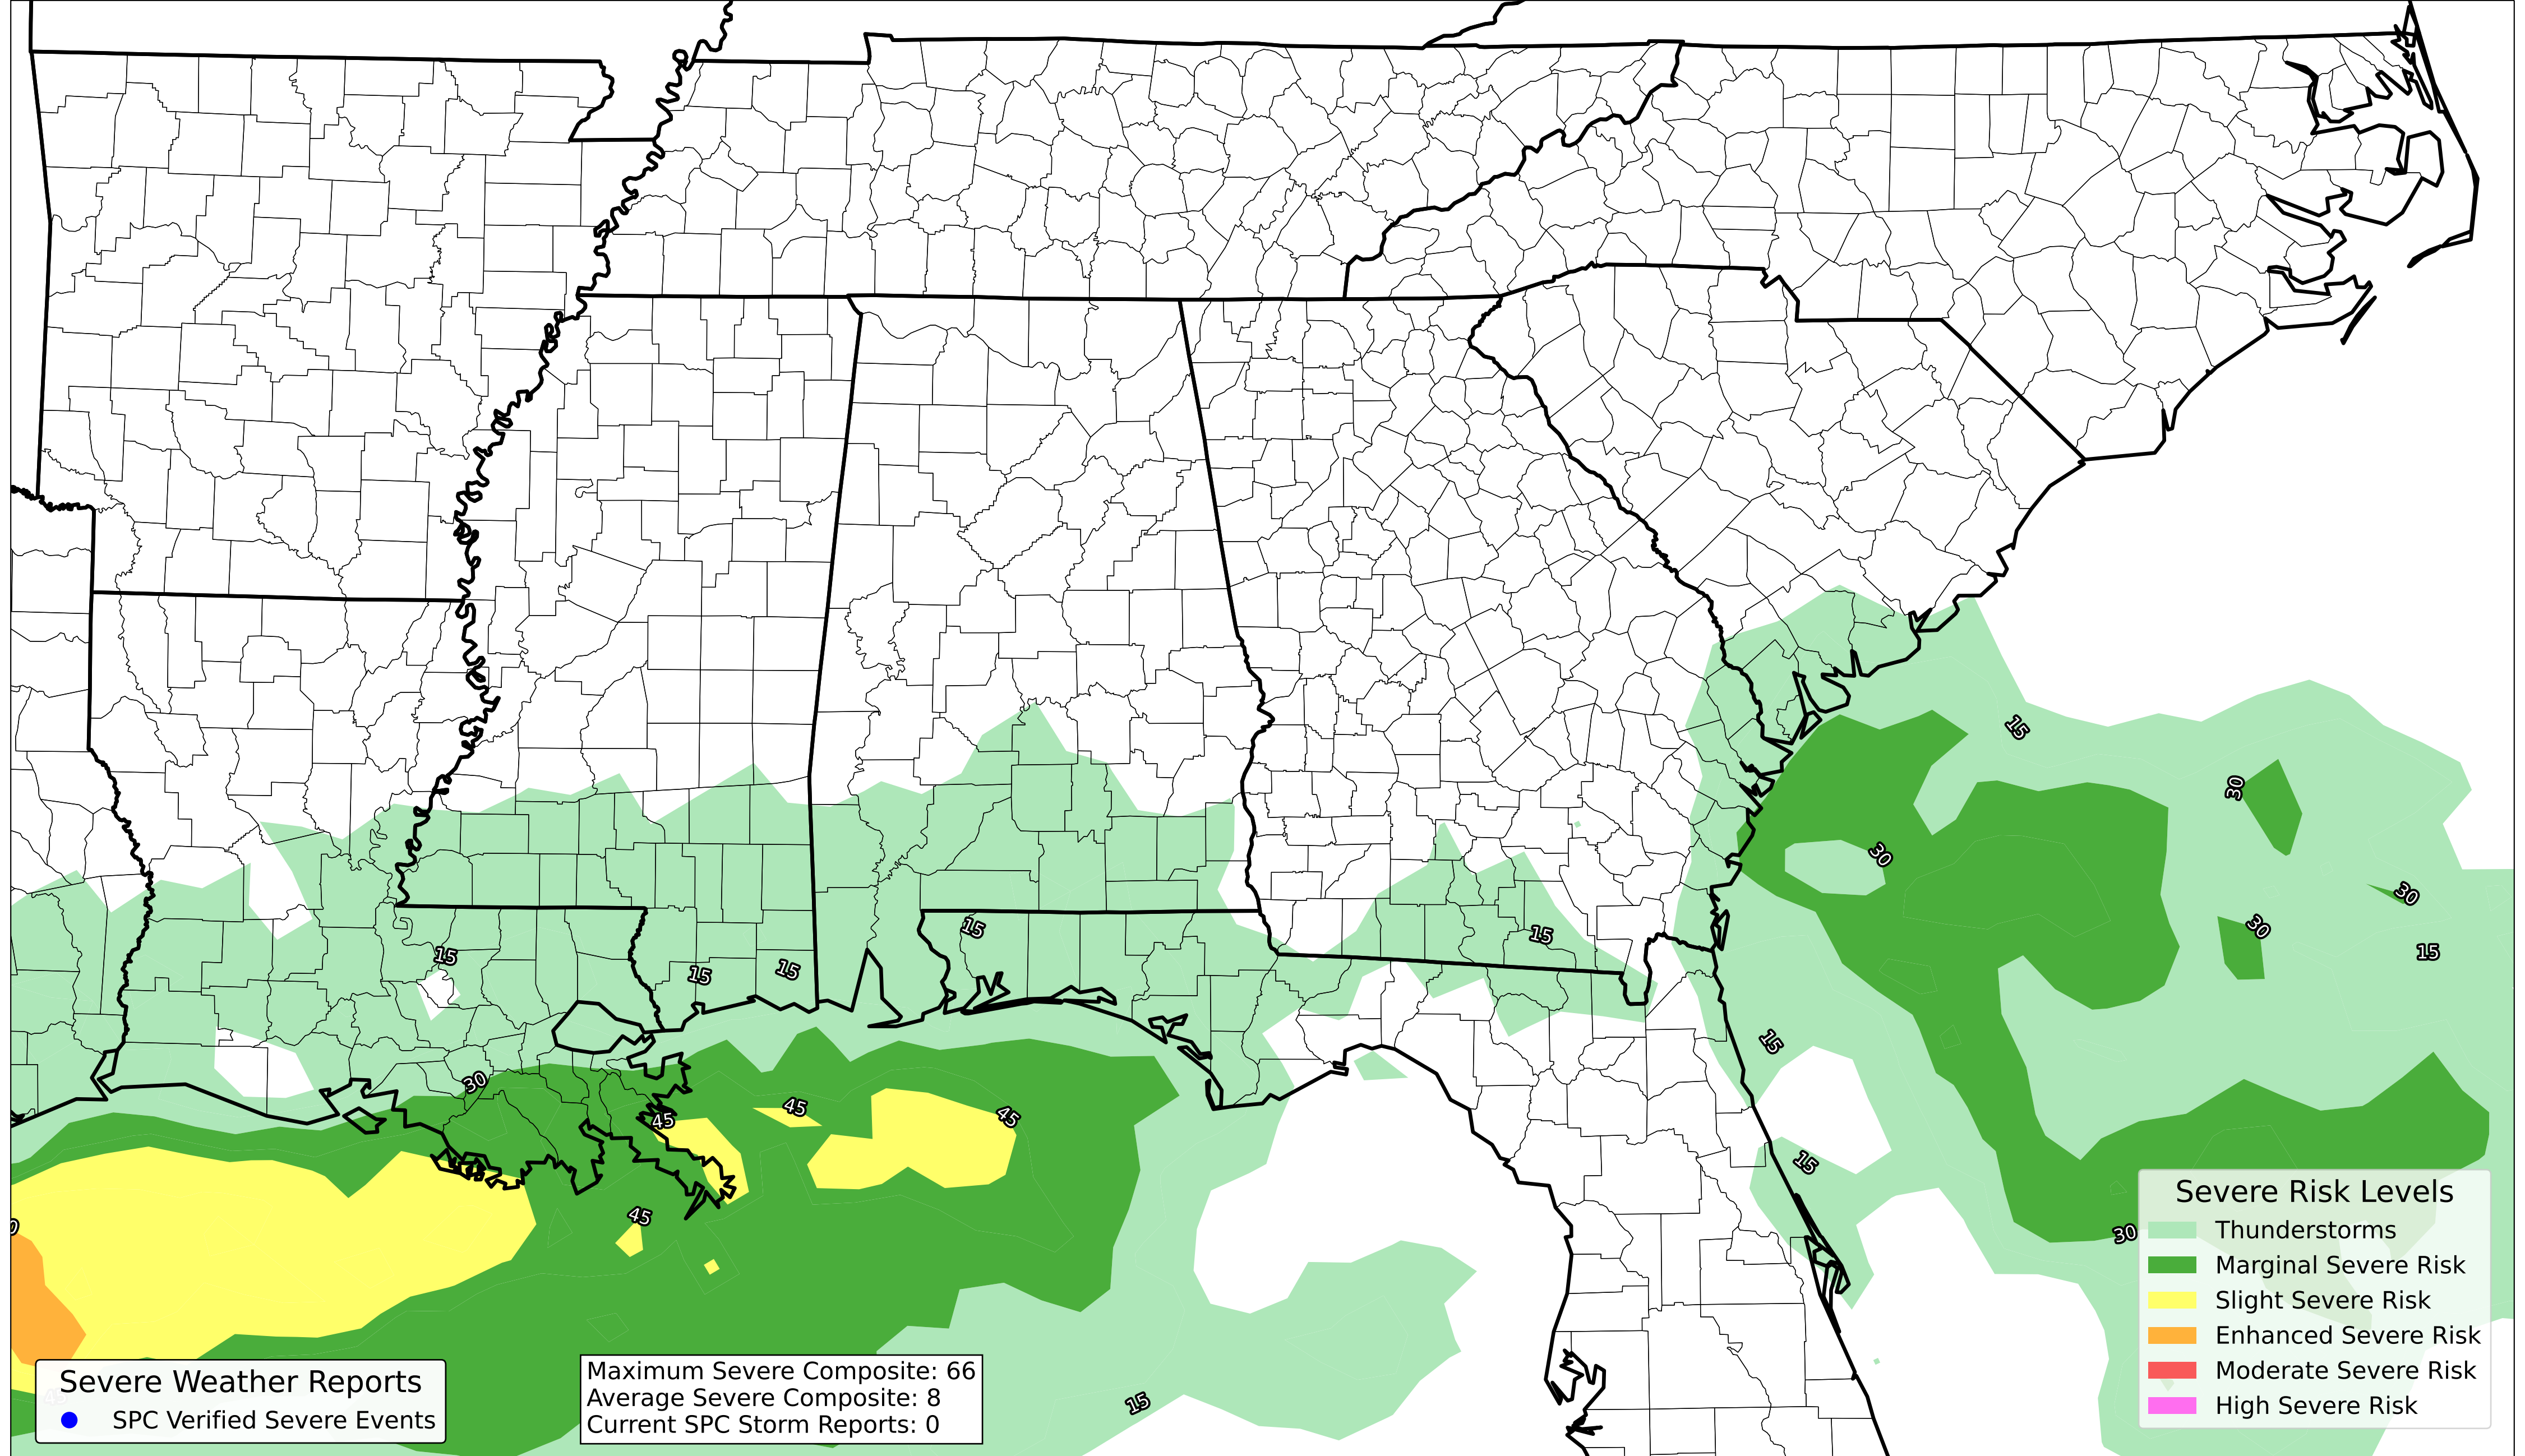 15
30
30
30
15
30
15
15
15
15
15
15
30
45
45
45
15
45
30
15
Severe Risk Levels
Thunderstorms
Marginal Severe Risk
Slight Severe Risk
Enhanced Severe Risk
Moderate Severe Risk
High Severe Risk
Severe Weather Reports
SPC Verified Severe Events
Maximum Severe Composite: 66
Average Severe Composite: 8
Current SPC Storm Reports: 0